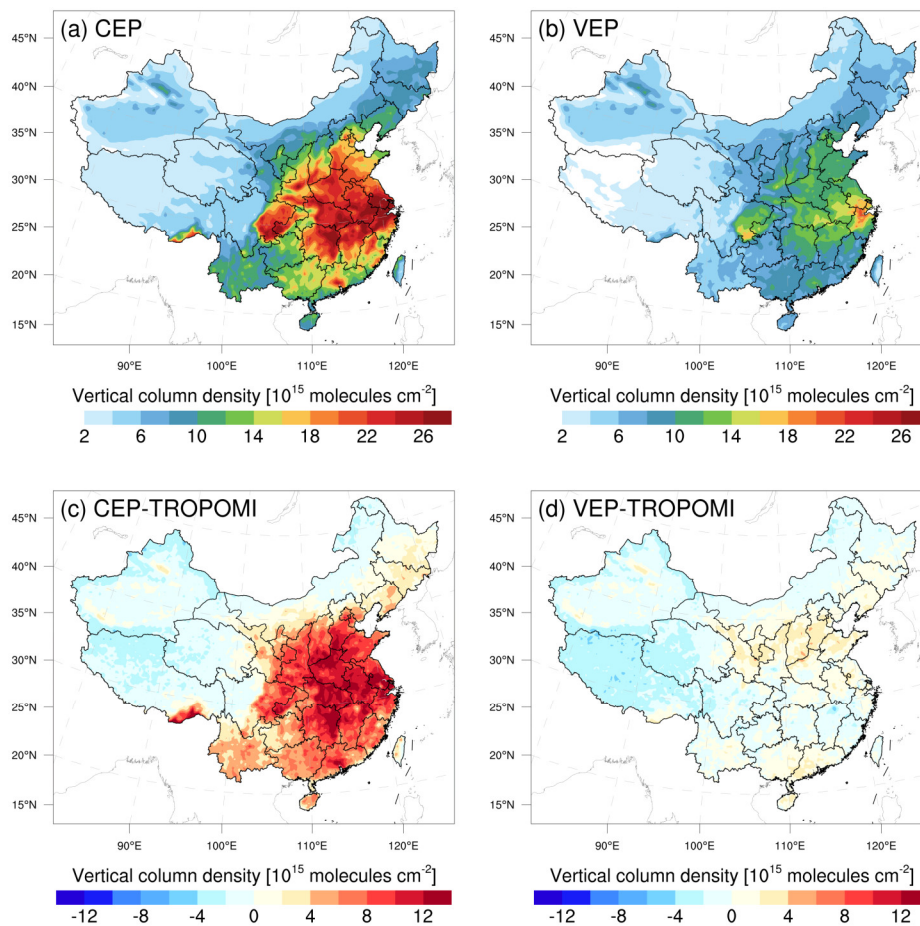 (a) CEP
45°N
40°N
35°N
30°N
25°N
20°N
15°N
90°E 100°E 110°E 120°E
Vertical column density [10¹⁵ molecules cm⁻²]
2 6 10 14 18 22 26
(b) VEP
45°N
40°N
35°N
30°N
25°N
20°N
15°N
90°E 100°E 110°E 120°E
Vertical column density [10¹⁵ molecules cm⁻²]
2 6 10 14 18 22 26
(c) CEP-TROPOMI
45°N
40°N
35°N
30°N
25°N
20°N
15°N
90°E 100°E 110°E 120°E
Vertical column density [10¹⁵ molecules cm⁻²]
-12 -8 -4 0 4 8 12
(d) VEP-TROPOMI
45°N
40°N
35°N
30°N
25°N
20°N
15°N
90°E 100°E 110°E 120°E
Vertical column density [10¹⁵ molecules cm⁻²]
-12 -8 -4 0 4 8 12